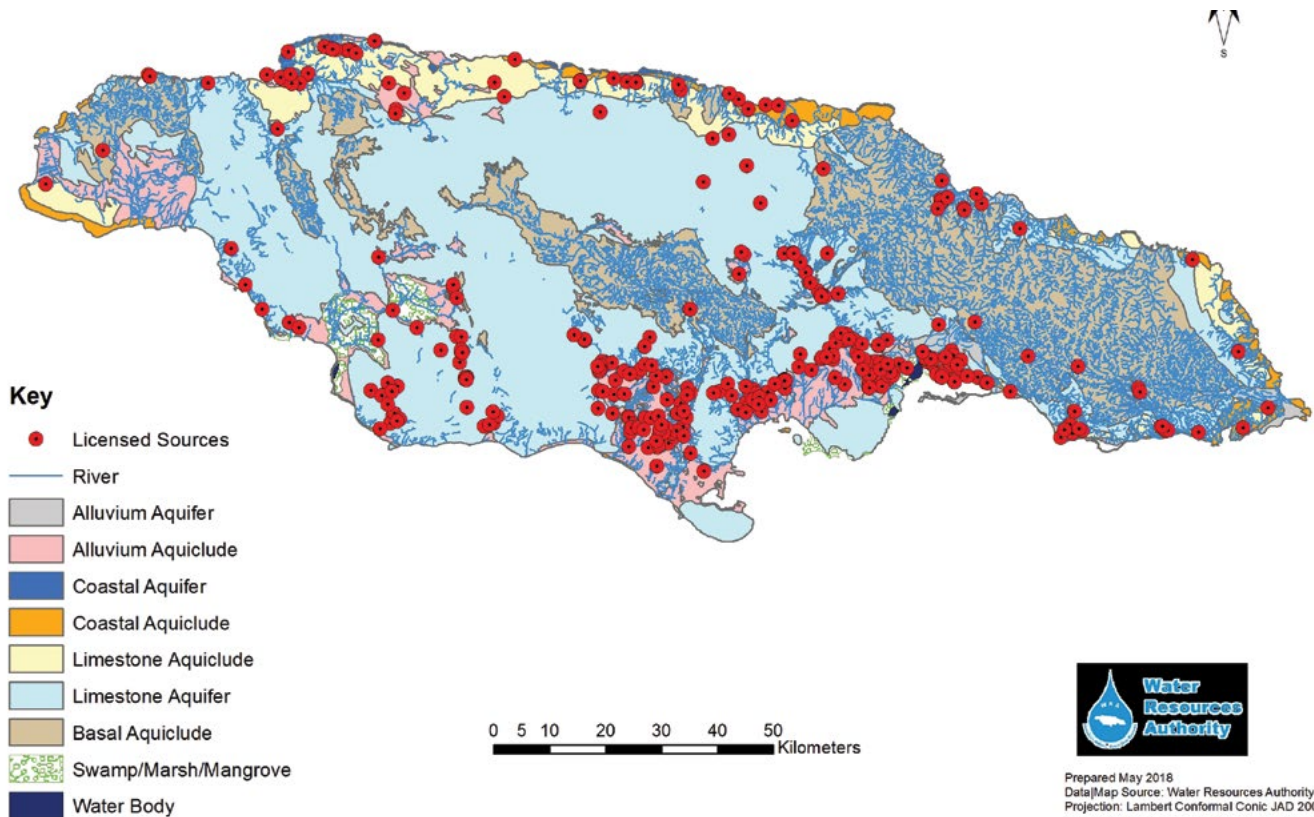 S
Key
Licensed Sources
River
Alluvium Aquifer
Alluvium Aquiclude
Coastal Aquifer
Coastal Aquiclude
Limestone Aquiclude
Limestone Aquifer
Basal Aquiclude
Swamp/Marsh/Mangrove
Water Body
0 5 10 20 30 40 50
Kilometers
Water
Resources
Authority
Prepared May 2018
Data|Map Source: Water Resources Authority
Projection: Lambert Conformal Conic JAD 200